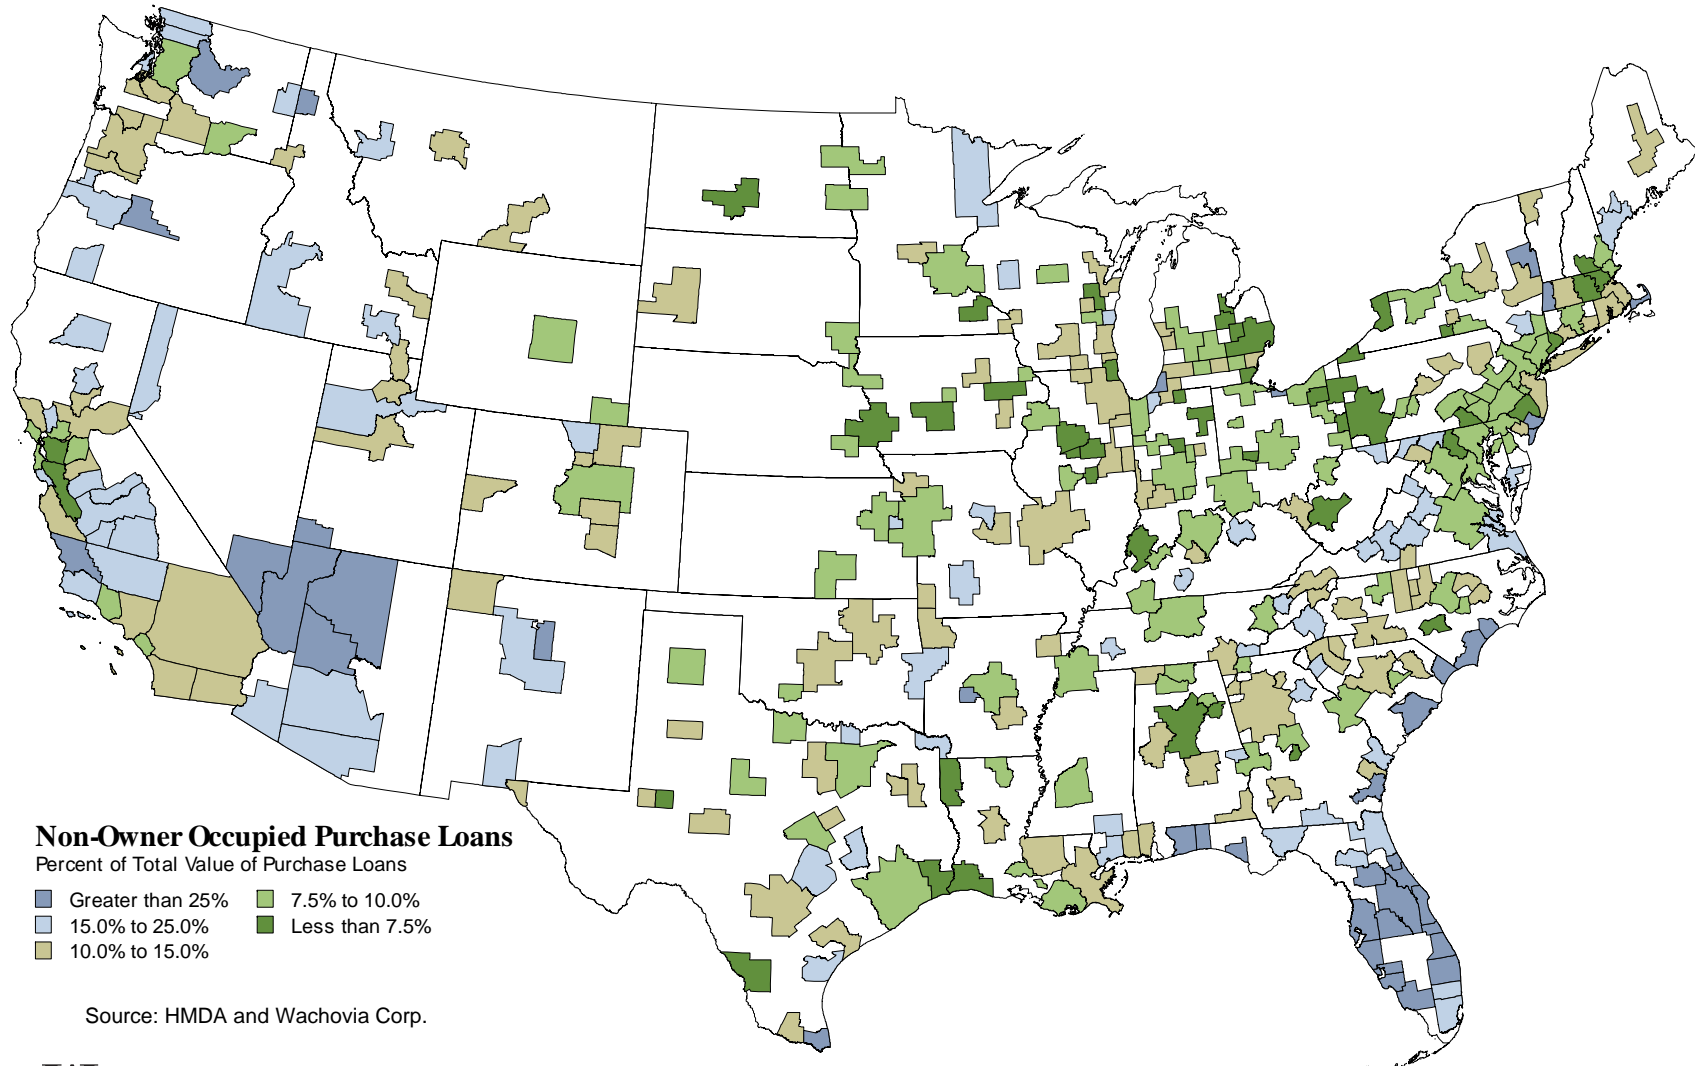 Non-Owner Occupied Purchase Loans
Percent of Total Value of Purchase Loans
Greater than 25%
7.5% to 10.0%
15.0% to 25.0%
Less than 7.5%
10.0% to 15.0%
Source: HMDA and Wachovia Corp.